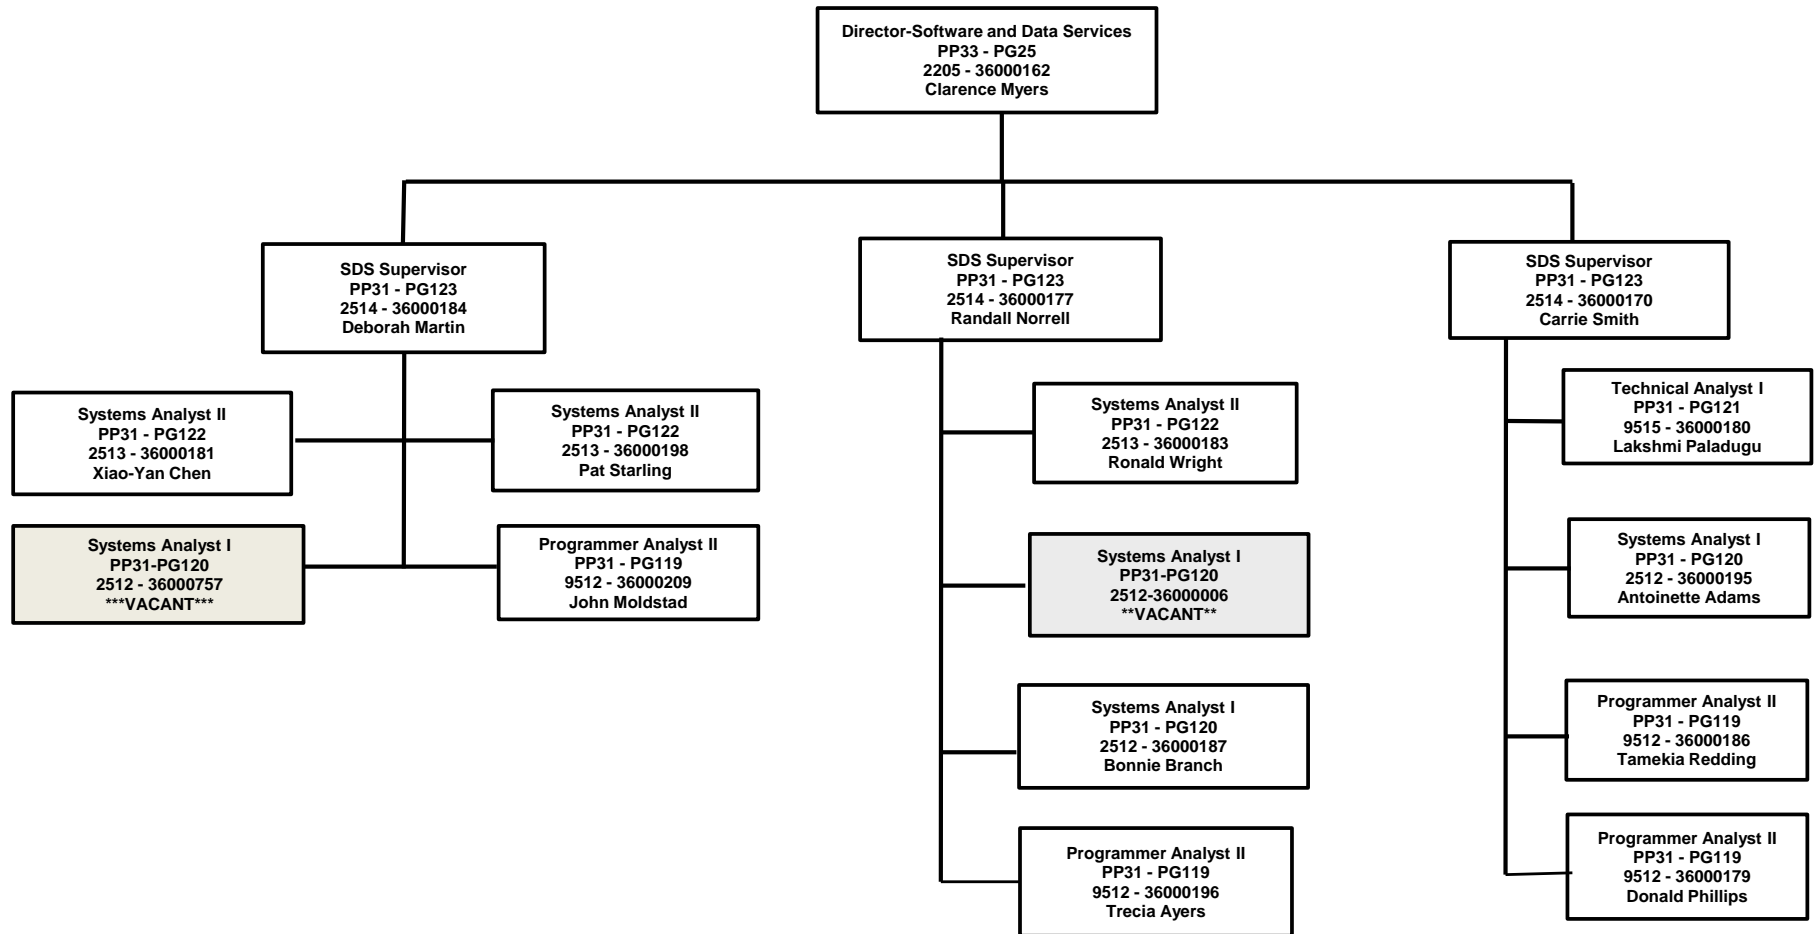 Director-Software and Data Services
PP33 - PG25
2205 - 36000162
Clarence Myers
SDS Supervisor
PP31 - PG123
2514 - 36000184
Deborah Martin
SDS Supervisor
PP31 - PG123
2514 - 36000177
Randall Norrell
SDS Supervisor
PP31 - PG123
2514 - 36000170
Carrie Smith
Systems Analyst II
PP31 - PG122
2513 - 36000181
Xiao-Yan Chen
Systems Analyst II
PP31 - PG122
2513 - 36000198
Pat Starling
Systems Analyst I
PP31-PG120
2512 - 36000757
***VACANT***
Programmer Analyst II
PP31 - PG119
9512 - 36000209
John Moldstad
Systems Analyst II
PP31 - PG122
2513 - 36000183
Ronald Wright
Systems Analyst I
PP31-PG120
2512-36000006
**VACANT**
Systems Analyst I
PP31 - PG120
2512 - 36000187
Bonnie Branch
Programmer Analyst II
PP31 - PG119
9512 - 36000196
Trecia Ayers
Technical Analyst I
PP31 - PG121
9515 - 36000180
Lakshmi Paladugu
Systems Analyst I
PP31 - PG120
2512 - 36000195
Antoinette Adams
Programmer Analyst II
PP31 - PG119
9512 - 36000186
Tamekia Redding
Programmer Analyst II
PP31 - PG119
9512 - 36000179
Donald Phillips